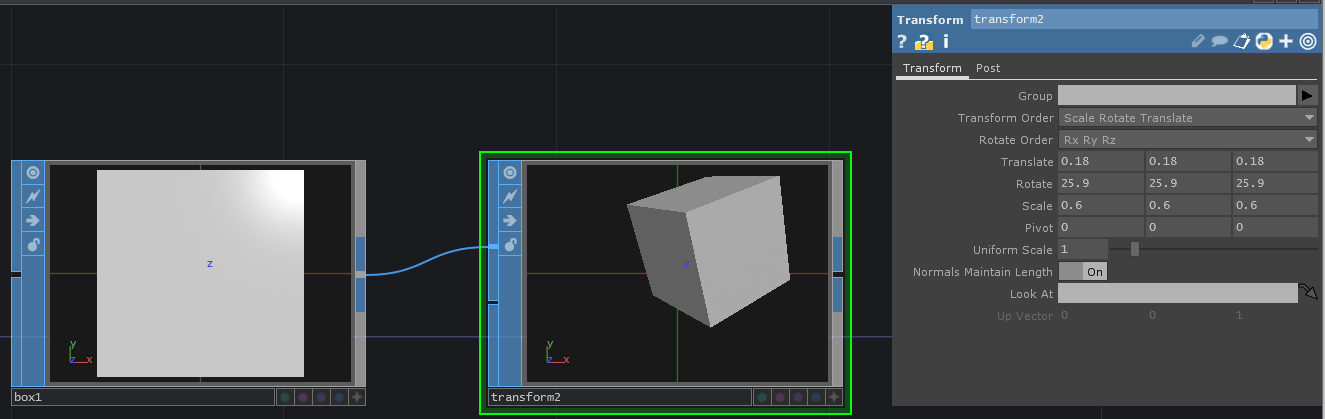 Transform transform2
? ? i
Transform Post
Group
Transform Order Scale Rotate Translate
Rotate Order Rx Ry Rz
Translate 0.18 0.18 0.18
Rotate 25.9 25.9 25.9
Scale 0.6 0.6 0.6
Pivot 0 0 0
Uniform Scale 1
Normals Maintain Length On
Look At
Up Vector 0 0 1
z
y
z x
box1
z
y
z x
transform2